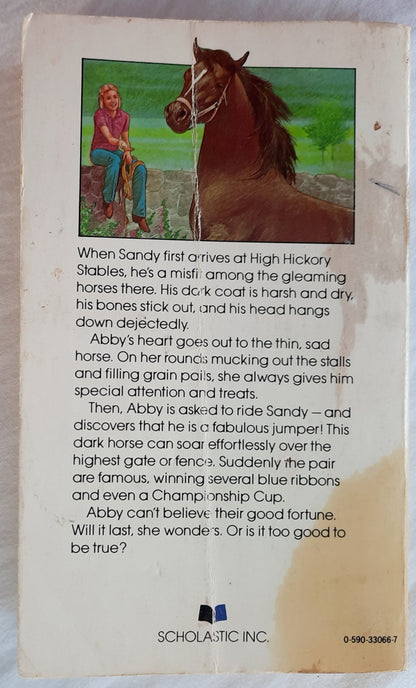 When Sandy first arrives at High Hickory
Stables, he's a misfit among the gleaming
horses there. His dark coat is harsh and dry,
his bones stick out, and his head hangs
down dejectedly.
Abby's heart goes out to the thin, sad
horse. On her rounds mucking out the stalls
and filling grain pails, she always gives him
special attention and treats.
Then, Abby is asked to ride Sandy — and
discovers that he is a fabulous jumper! This
dark horse can soar effortlessly over the
highest gate or fence. Suddenly the pair
are famous, winning several blue ribbons
and even a Championship Cup.
Abby can't believe their good fortune.
Will it last, she wonders. Or is it too good to
be true?
SCHOLASTIC INC.
0-590-33066-7